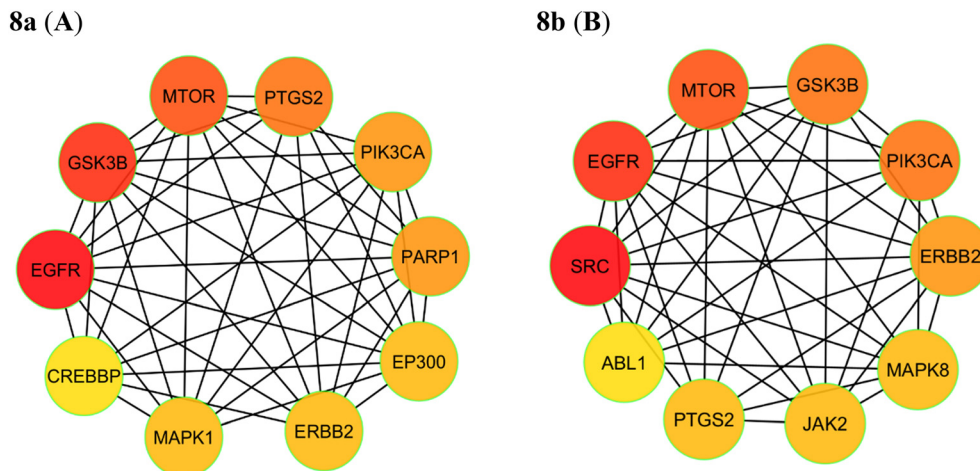 8a (A)
MTOR
PTGS2
GSK3B
PIK3CA
EGFR
PARP1
CREBBP
EP300
MAPK1
ERBB2
8b (B)
MTOR
GSK3B
EGFR
PIK3CA
SRC
ERBB2
ABL1
MAPK8
PTGS2
JAK2